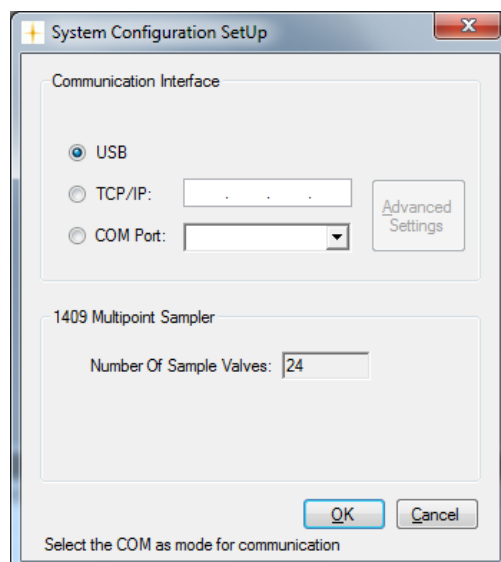 System Configuration SetUp
Communication Interface
USB
TCP/IP: . . .
Advanced
Settings
COM Port:
1409 Multipoint Sampler
Number Of Sample Valves: 24
OK Cancel
Select the COM as mode for communication